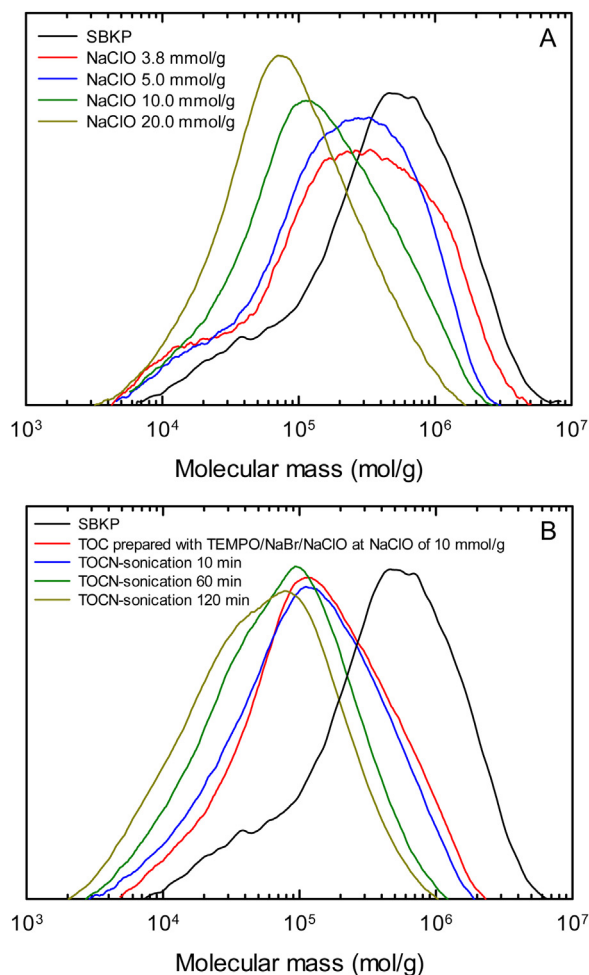 A
SBKP
NaClO 3.8 mmol/g
NaClO 5.0 mmol/g
NaClO 10.0 mmol/g
NaClO 20.0 mmol/g
10³ 10⁴ 10⁵ 10⁶ 10⁷
Molecular mass (mol/g)
B
SBKP
TOC prepared with TEMPO/NaBr/NaClO at NaClO of 10 mmol/g
TOCN-sonication 10 min
TOCN-sonication 60 min
TOCN-sonication 120 min
10³ 10⁴ 10⁵ 10⁶ 10⁷
Molecular mass (mol/g)